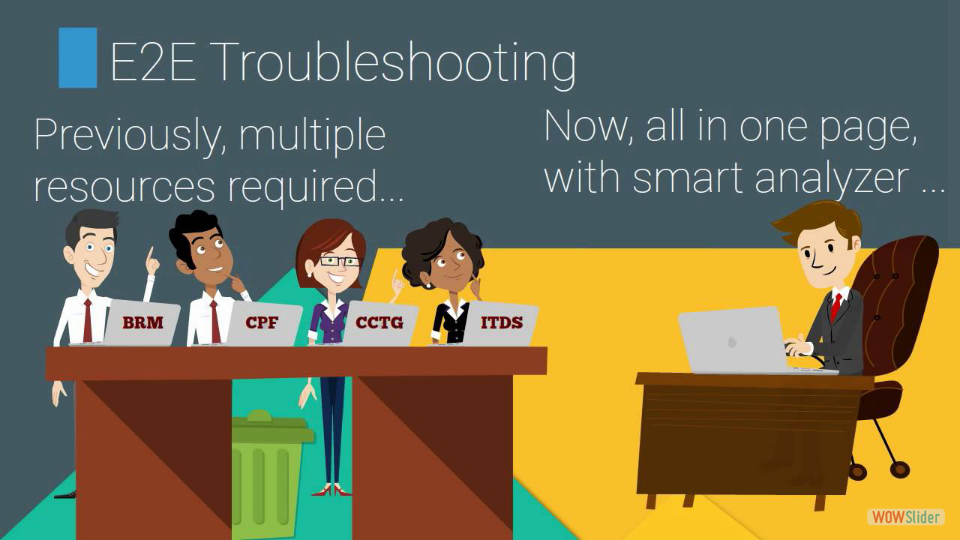 E2E Troubleshooting
Previously, multiple
resources required...
Now, all in one page,
with smart analyzer ...
BRM
CPF
CCTG
ITDS
WOWSlider